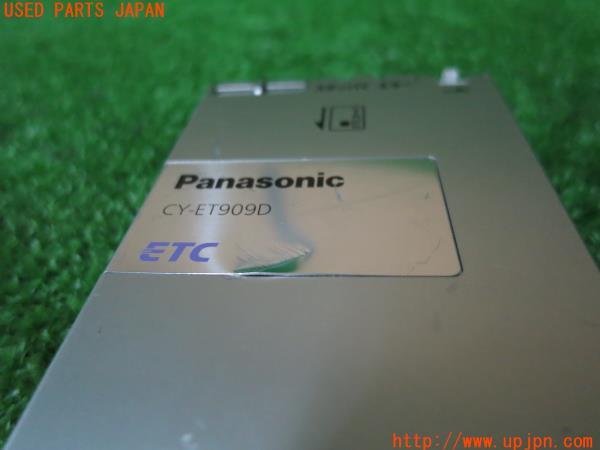 USED PARTS JAPAN
Panasonic
CY-ET909D
ETC
http://www.upjpn.com/